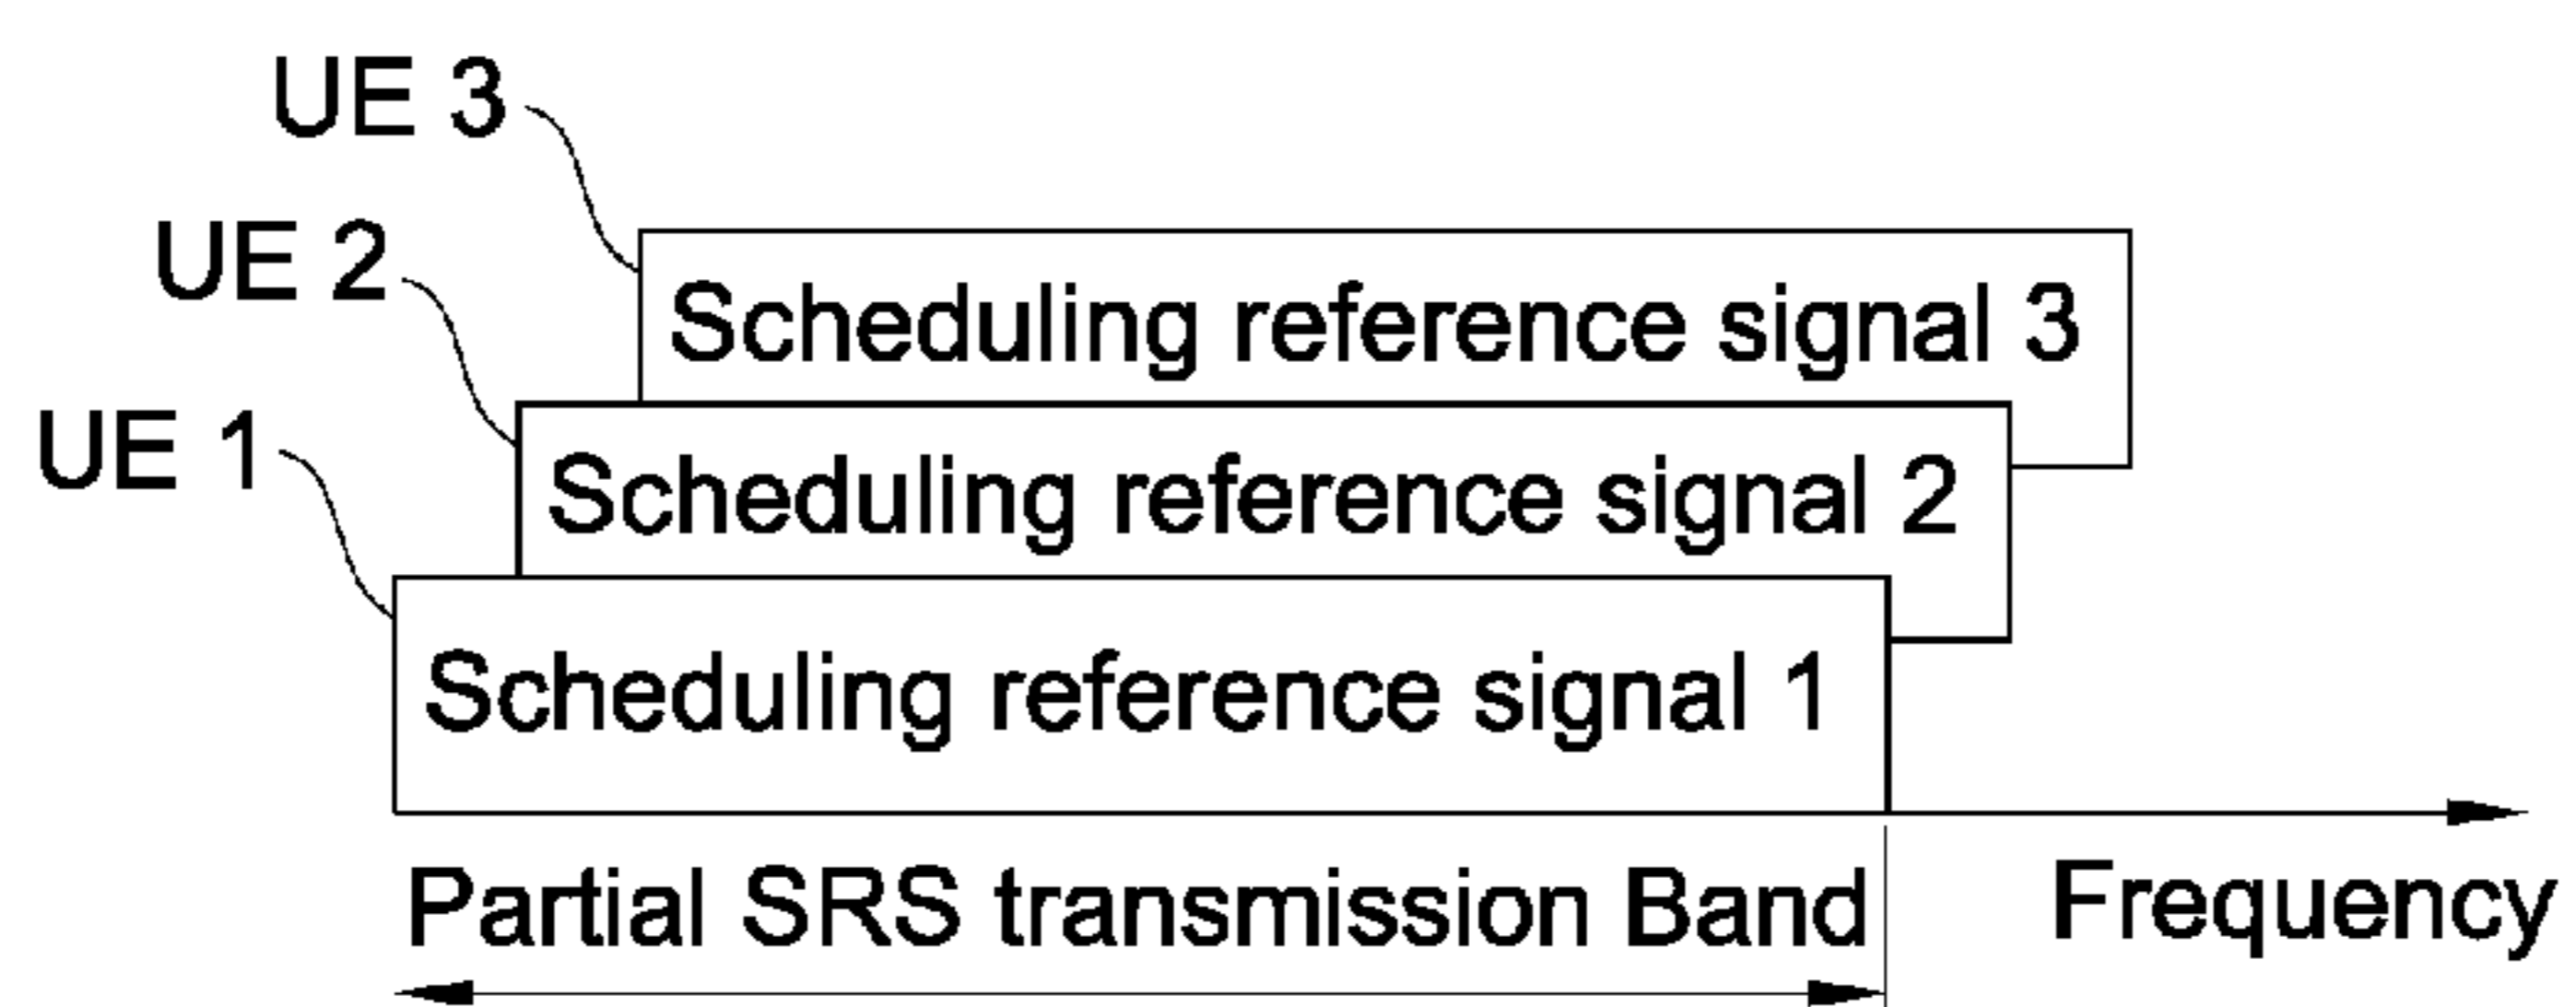 UE 3
Scheduling reference signal 3
UE 2
Scheduling reference signal 2
UE 1
Scheduling reference signal 1
Partial SRS transmission Band
Frequency